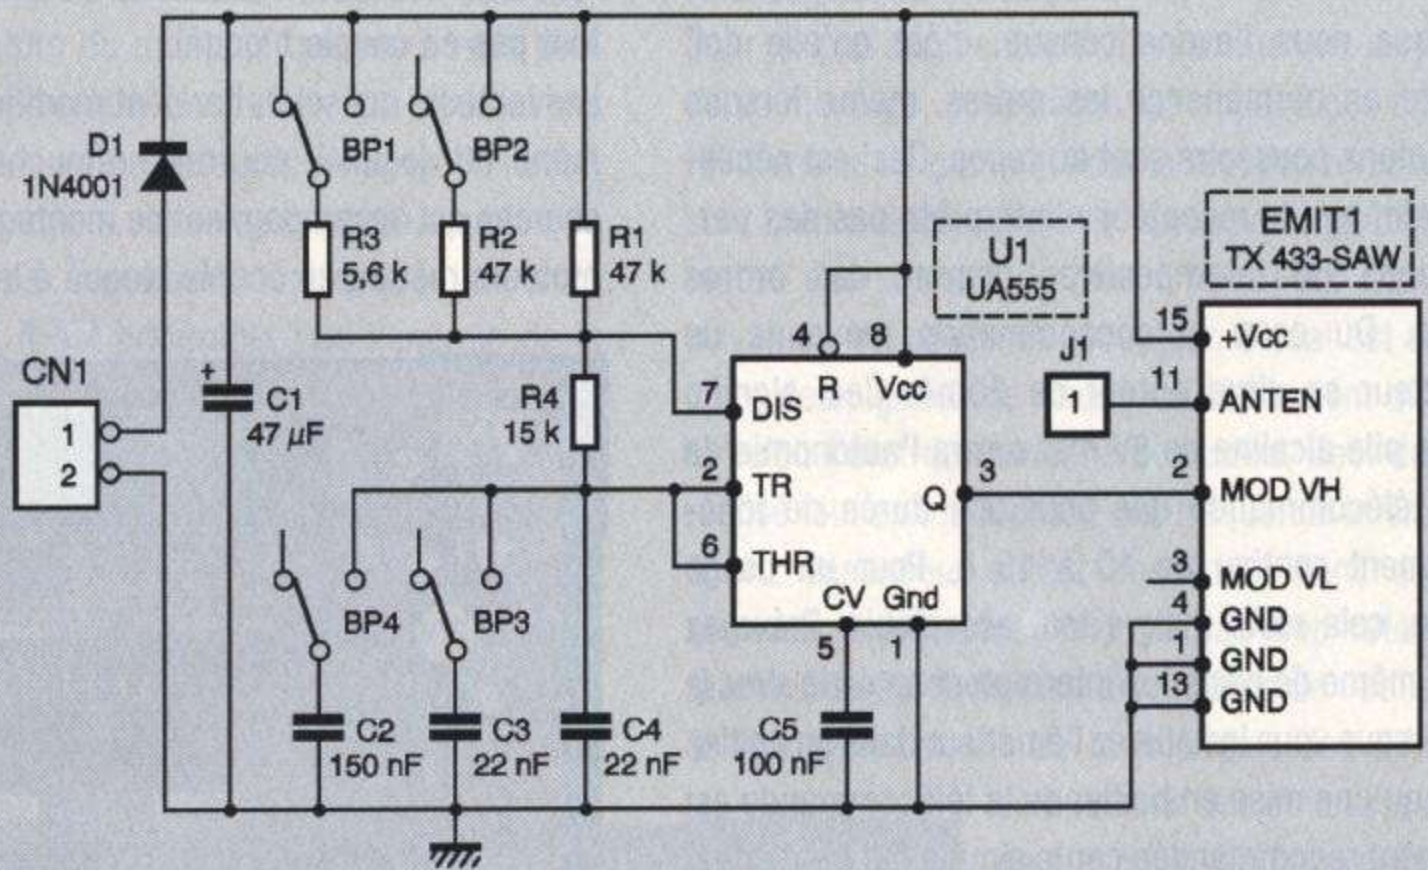 D1
1N4001
BP1
BP2
R3
5,6 k
R2
47 k
R1
47 k
U1
UA555
EMIT1
TX 433-SAW
CN1
1
2
+
C1
47 µF
R4
15 k
4
8
R
Vcc
7
DIS
2
TR
6
THR
Q
3
CV
Gnd
5
1
J1
1
15
+Vcc
11
ANTEN
2
MOD VH
3
MOD VL
4
GND
1
GND
13
GND
BP4
BP3
C2
150 nF
C3
22 nF
C4
22 nF
C5
100 nF